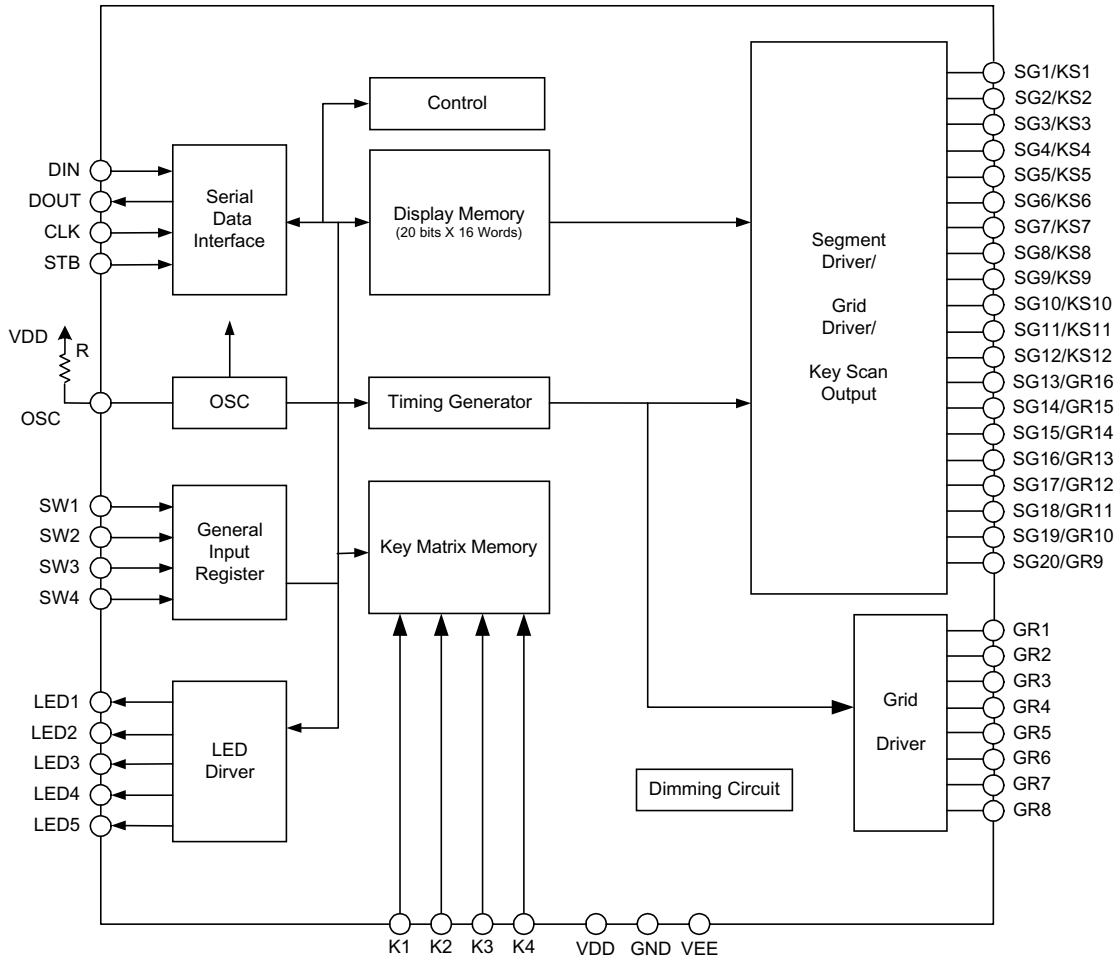 Control
DIN
DOUT
CLK
STB
Serial
Data
Interface
Display Memory
(20 bits X 16 Words)
VDD
R
OSC
OSC
Timing Generator
SW1
SW2
SW3
SW4
General
Input
Register
Key Matrix Memory
LED1
LED2
LED3
LED4
LED5
LED
Dirver
Dimming Circuit
Segment
Driver/
Grid
Driver/
Key Scan
Output
SG1/KS1
SG2/KS2
SG3/KS3
SG4/KS4
SG5/KS5
SG6/KS6
SG7/KS7
SG8/KS8
SG9/KS9
SG10/KS10
SG11/KS11
SG12/KS12
SG13/GR16
SG14/GR15
SG15/GR14
SG16/GR13
SG17/GR12
SG18/GR11
SG19/GR10
SG20/GR9
Grid
Driver
GR1
GR2
GR3
GR4
GR5
GR6
GR7
GR8
K1 K2 K3 K4 VDD GND VEE